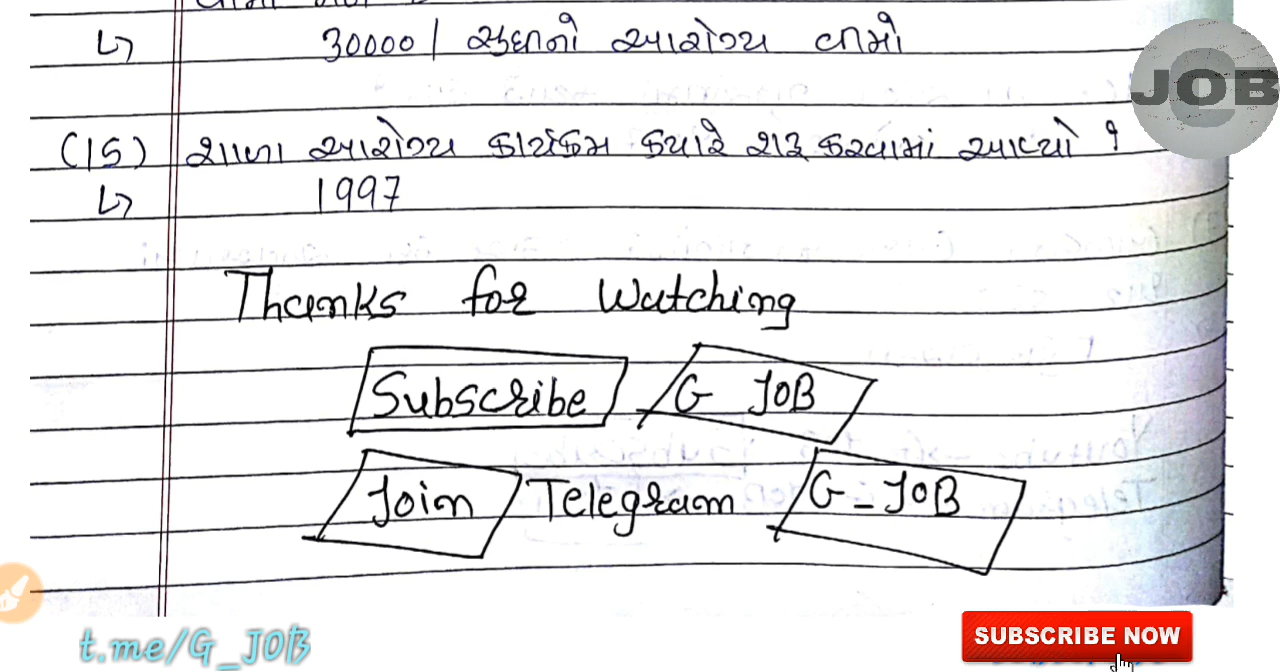 ↳ 30000/ સુધીનો આરોગ્ય લાભો
(15) શાળા આરોગ્ય કાર્યક્રમ ક્યારે શરૂ કરવામાં આવ્યો ?
↳ 1997
Thanks for Watching
Subscribe G JOB
Join Telegram G_JOB
JOB
t.me/G_JOB
SUBSCRIBE NOW